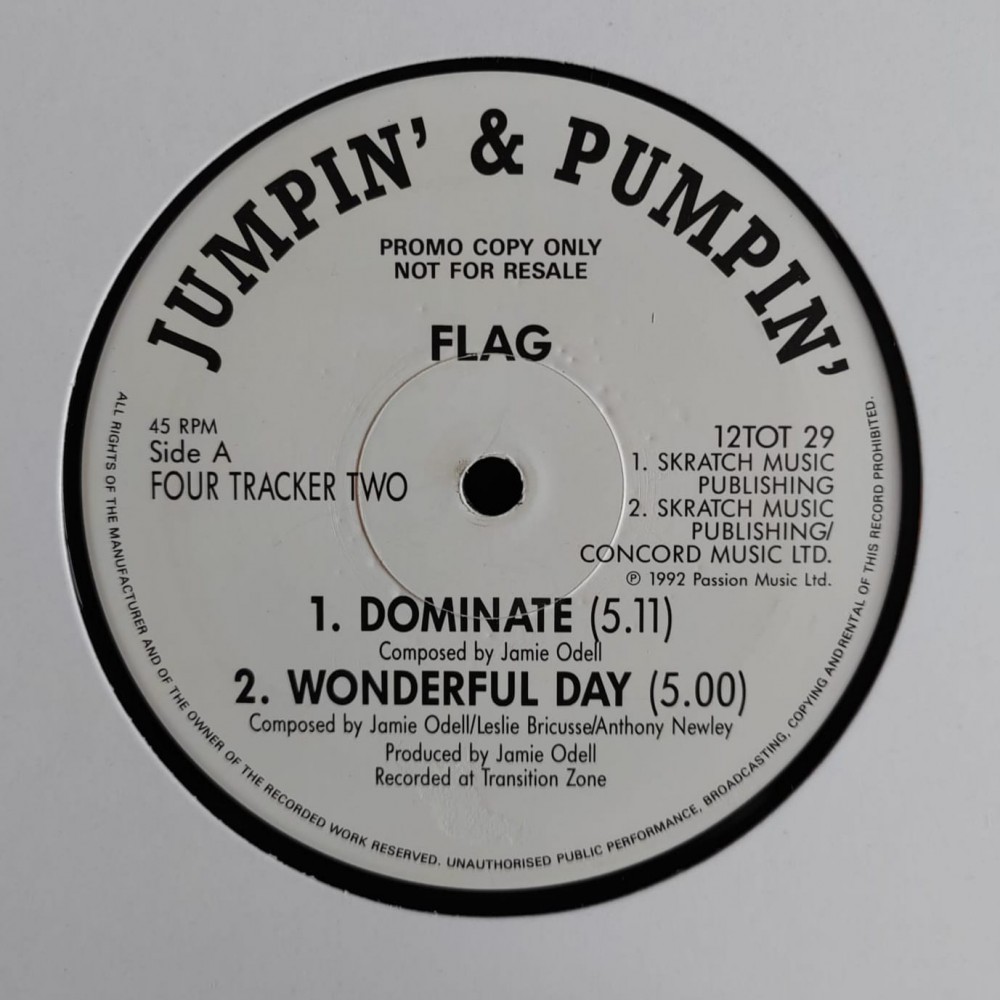 JUMPIN' & PUMPIN'
PROMO COPY ONLY
NOT FOR RESALE
FLAG
45 RPM
Side A
FOUR TRACKER TWO
12TOT 29
1. SKRATCH MUSIC
PUBLISHING
2. SKRATCH MUSIC
PUBLISHING/
CONCORD MUSIC LTD.
℗ 1992 Passion Music Ltd.
1. DOMINATE (5.11)
Composed by Jamie Odell
2. WONDERFUL DAY (5.00)
Composed by Jamie Odell/Leslie Bricusse/Anthony Newley
Produced by Jamie Odell
Recorded at Transition Zone
ALL RIGHTS OF THE MANUFACTURER AND OF THE OWNER OF THE RECORDED WORK RESERVED. UNAUTHORISED PUBLIC PERFORMANCE, BROADCASTING, COPYING ANDRENTAL OF THIS RECORD PROHIBITED.